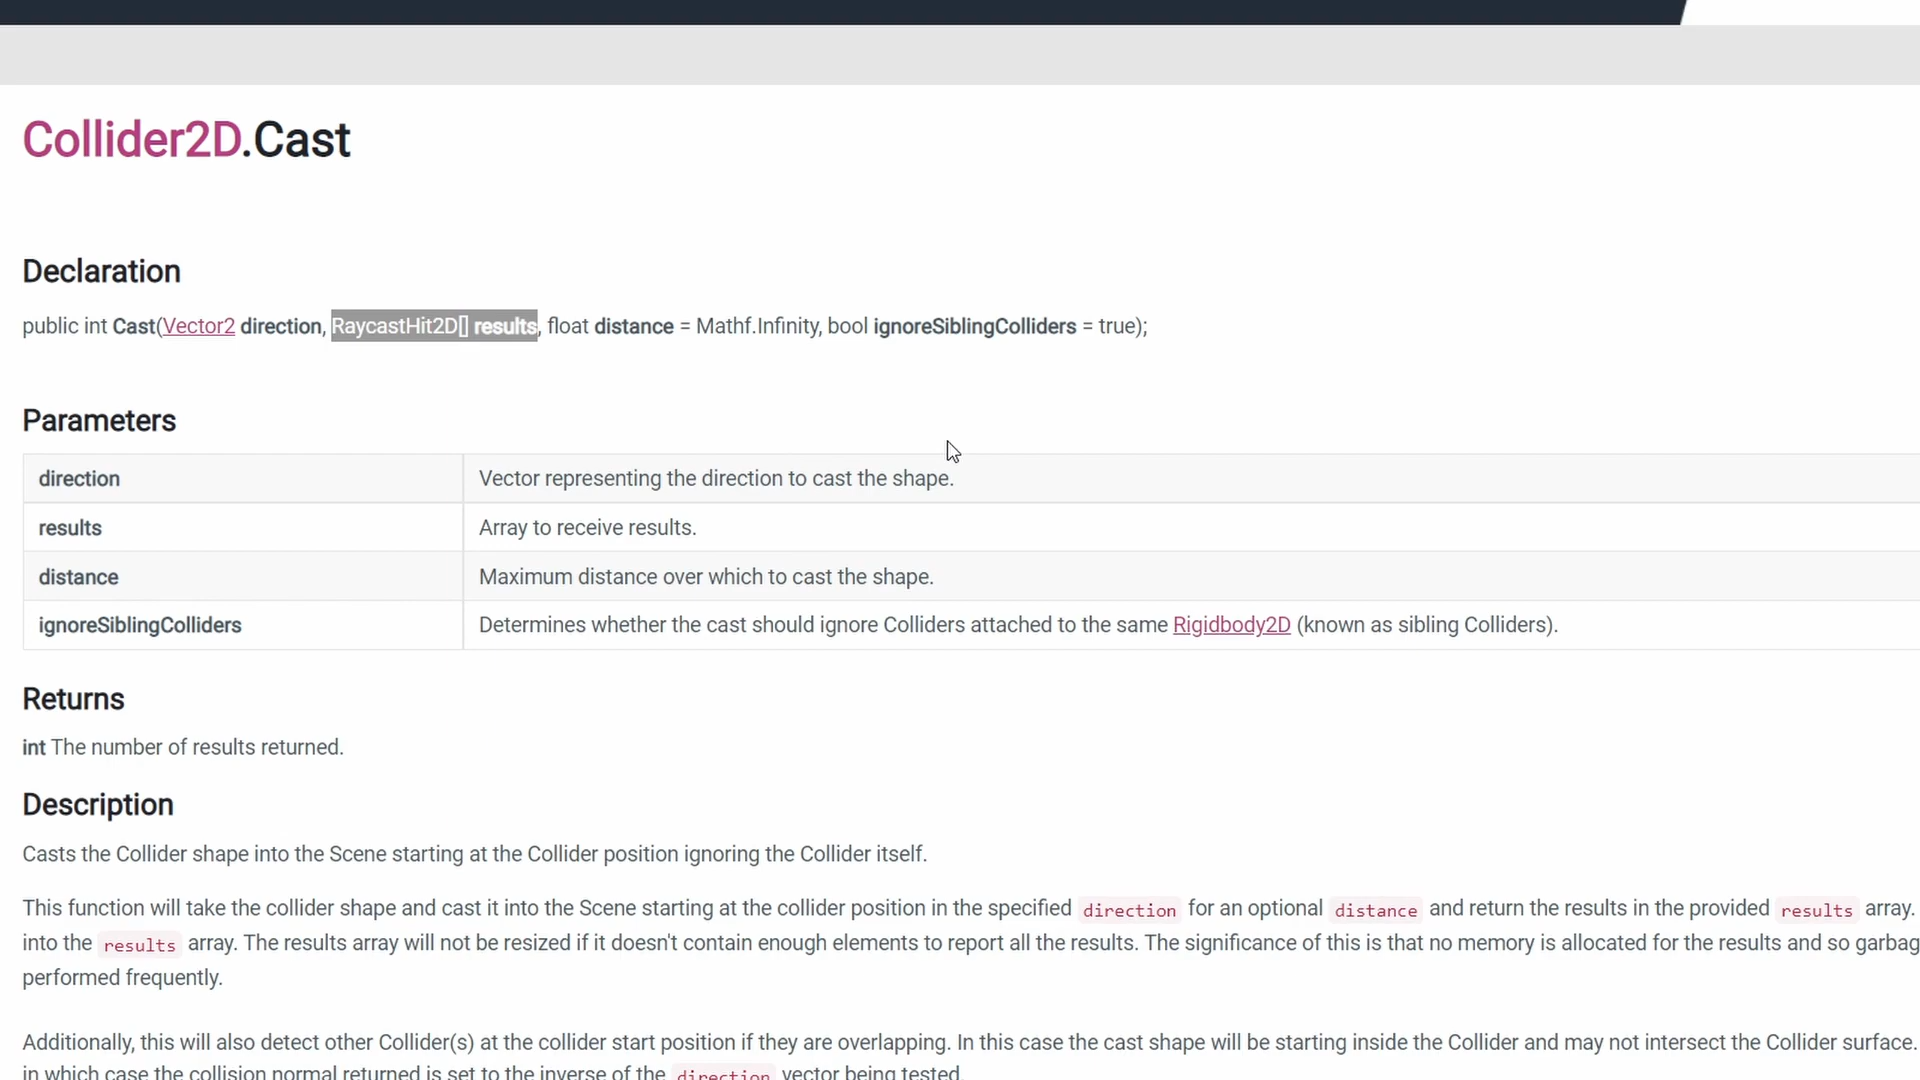 Collider2D.Cast
Declaration
public int Cast(Vector2 direction, RaycastHit2D[] results, float distance = Mathf.Infinity, bool ignoreSiblingColliders = true);
Parameters
direction Vector representing the direction to cast the shape.
results Array to receive results.
distance Maximum distance over which to cast the shape.
ignoreSiblingColliders Determines whether the cast should ignore Colliders attached to the same Rigidbody2D (known as sibling Colliders).
Returns
int The number of results returned.
Description
Casts the Collider shape into the Scene starting at the Collider position ignoring the Collider itself.
This function will take the collider shape and cast it into the Scene starting at the collider position in the specified direction for an optional distance and return the results in the provided results array.
into the results array. The results array will not be resized if it doesn't contain enough elements to report all the results. The significance of this is that no memory is allocated for the results and so garbag
performed frequently.
Additionally, this will also detect other Collider(s) at the collider start position if they are overlapping. In this case the cast shape will be starting inside the Collider and may not intersect the Collider surface.
in which case the collision normal returned is set to the inverse of the direction vector being tested.